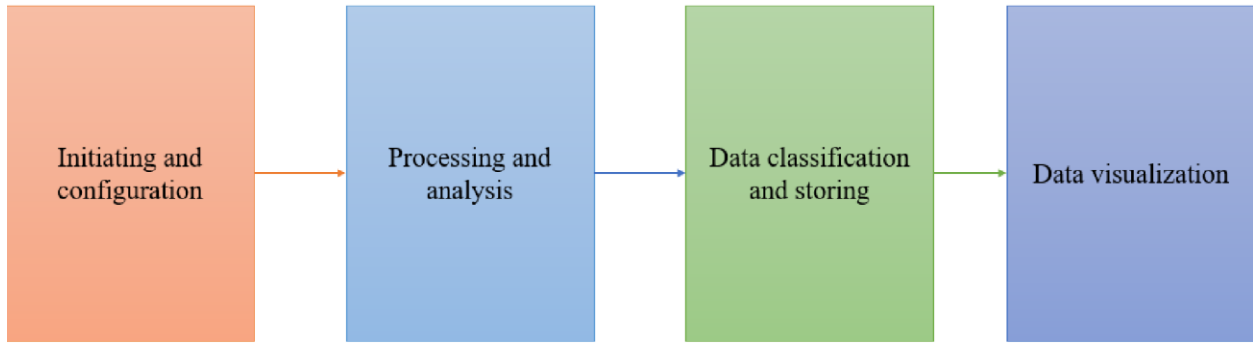 Initiating and
configuration
Processing and
analysis
Data classification
and storing
Data visualization